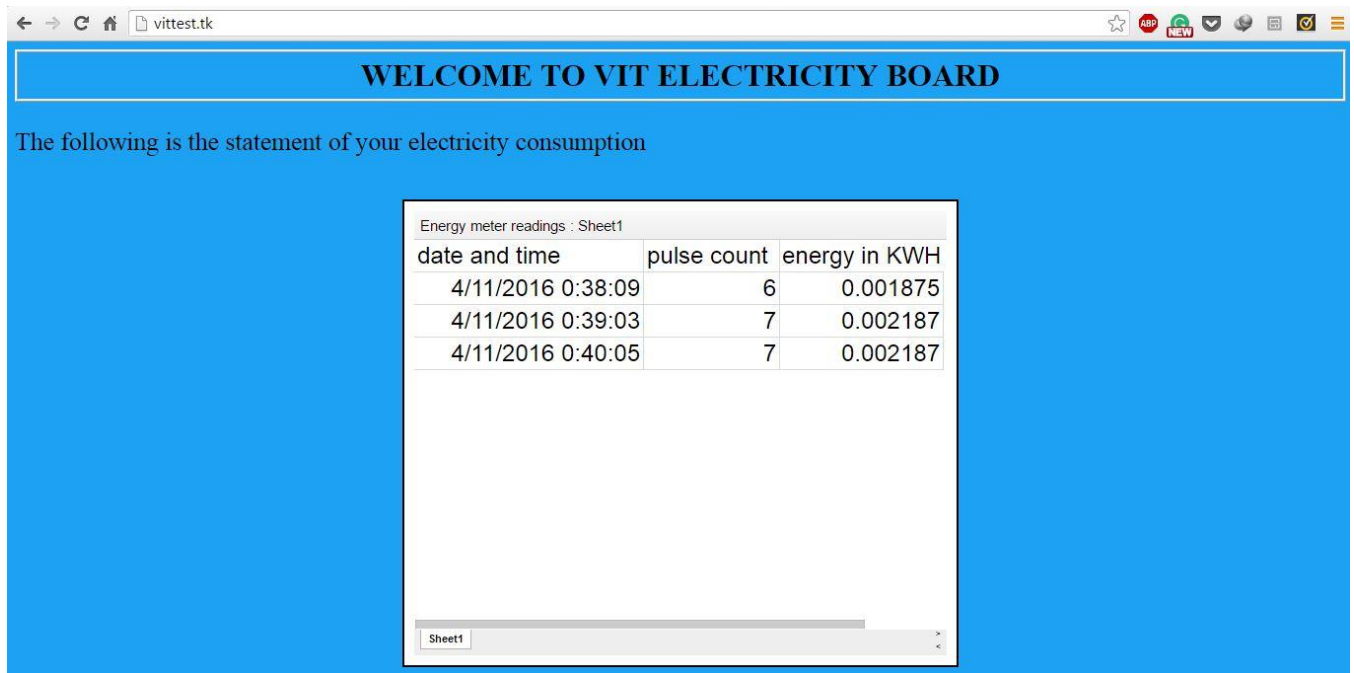 vittest.tk
ABP
NEW
WELCOME TO VIT ELECTRICITY BOARD
The following is the statement of your electricity consumption
Energy meter readings : Sheet1
date and time pulse count energy in KWH
4/11/2016 0:38:09 6 0.001875
4/11/2016 0:39:03 7 0.002187
4/11/2016 0:40:05 7 0.002187
Sheet1